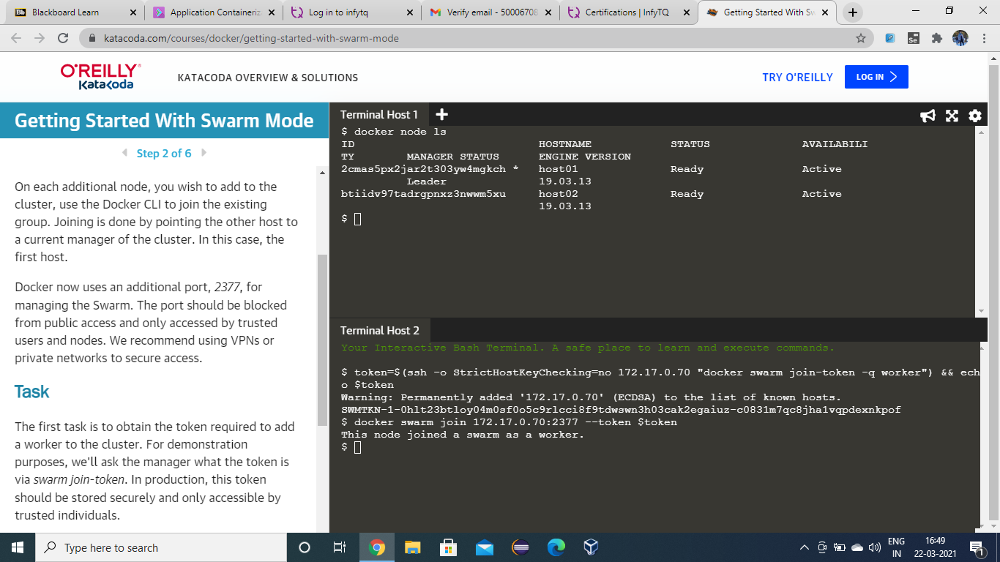 Blackboard Learn
Application Containeriz
Log in to infytq
Verify email - 50006708
Certifications | InfyTQ
Getting Started With Sw
katacoda.com/courses/docker/getting-started-with-swarm-mode
O'REILLY®
Katacoda
KATACODA OVERVIEW & SOLUTIONS
TRY O'REILLY
LOG IN
Getting Started With Swarm Mode
Step 2 of 6
On each additional node, you wish to add to the
cluster, use the Docker CLI to join the existing
group. Joining is done by pointing the other host to
a current manager of the cluster. In this case, the
first host.
Docker now uses an additional port, 2377, for
managing the Swarm. The port should be blocked
from public access and only accessed by trusted
users and nodes. We recommend using VPNs or
private networks to secure access.
Task
The first task is to obtain the token required to add
a worker to the cluster. For demonstration
purposes, we'll ask the manager what the token is
via swarm join-token. In production, this token
should be stored securely and only accessible by
trusted individuals.
Terminal Host 1
$ docker node ls
ID HOSTNAME STATUS AVAILABILI
TY MANAGER STATUS ENGINE VERSION
2cmas5px2jar2t303yw4mgkch * host01 Ready Active
Leader 19.03.13
btiidv97tadrgpnxz3nwwm5xu host02 Ready Active
19.03.13
$
Terminal Host 2
Your Interactive Bash Terminal. A safe place to learn and execute commands.
$ token=$(ssh -o StrictHostKeyChecking=no 172.17.0.70 "docker swarm join-token -q worker") && ech
o $token
Warning: Permanently added '172.17.0.70' (ECDSA) to the list of known hosts.
SWMTKN-1-0hlt23btloy04m0sf0o5c9rlcci8f9tdwswn3h03cak2egaiuz-c0831m7qc8jha1vqpdexnkpof
$ docker swarm join 172.17.0.70:2377 --token $token
This node joined a swarm as a worker.
$
Type here to search
ENG
IN
16:49
22-03-2021
1